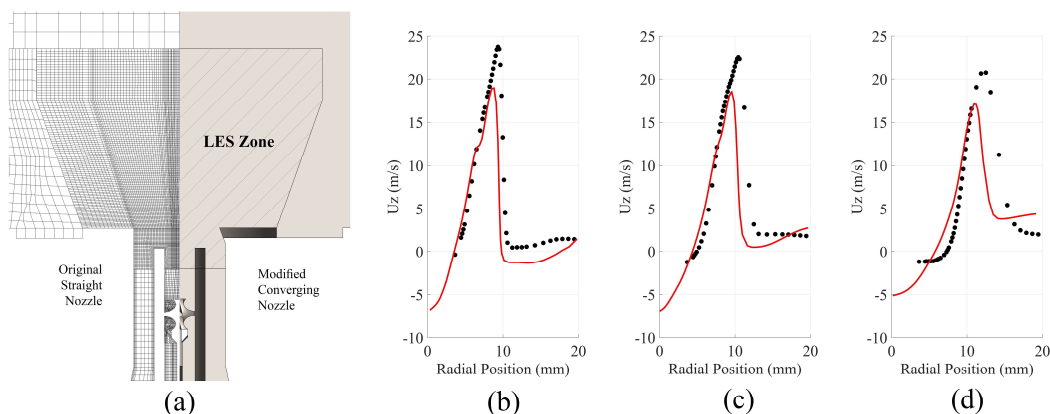 LES Zone
Original
Straight
Nozzle
Modified
Converging
Nozzle
(a)
25
20
15
10
5
0
-5
-10
Uz (m/s)
0 10 20
Radial Position (mm)
(b)
25
20
15
10
5
0
-5
-10
Uz (m/s)
0 10 20
Radial Position (mm)
(c)
25
20
15
10
5
0
-5
-10
Uz (m/s)
0 10 20
Radial Position (mm)
(d)